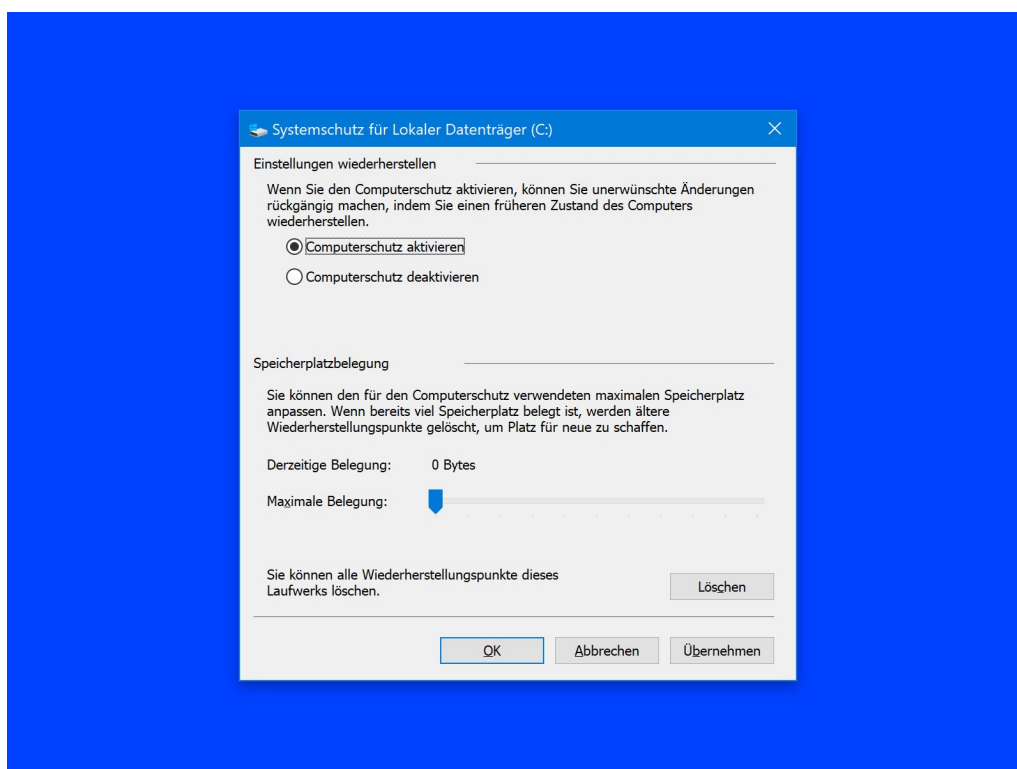 Systemschutz für Lokaler Datenträger (C:)
Einstellungen wiederherstellen
Wenn Sie den Computerschutz aktivieren, können Sie unerwünschte Änderungen
rückgängig machen, indem Sie einen früheren Zustand des Computers
wiederherstellen.
Computerschutz aktivieren
Computerschutz deaktivieren
Speicherplatzbelegung
Sie können den für den Computerschutz verwendeten maximalen Speicherplatz
anpassen. Wenn bereits viel Speicherplatz belegt ist, werden ältere
Wiederherstellungspunkte gelöscht, um Platz für neue zu schaffen.
Derzeitige Belegung: 0 Bytes
Maximale Belegung:
Sie können alle Wiederherstellungspunkte dieses
Laufwerks löschen.
Löschen
OK Abbrechen Übernehmen